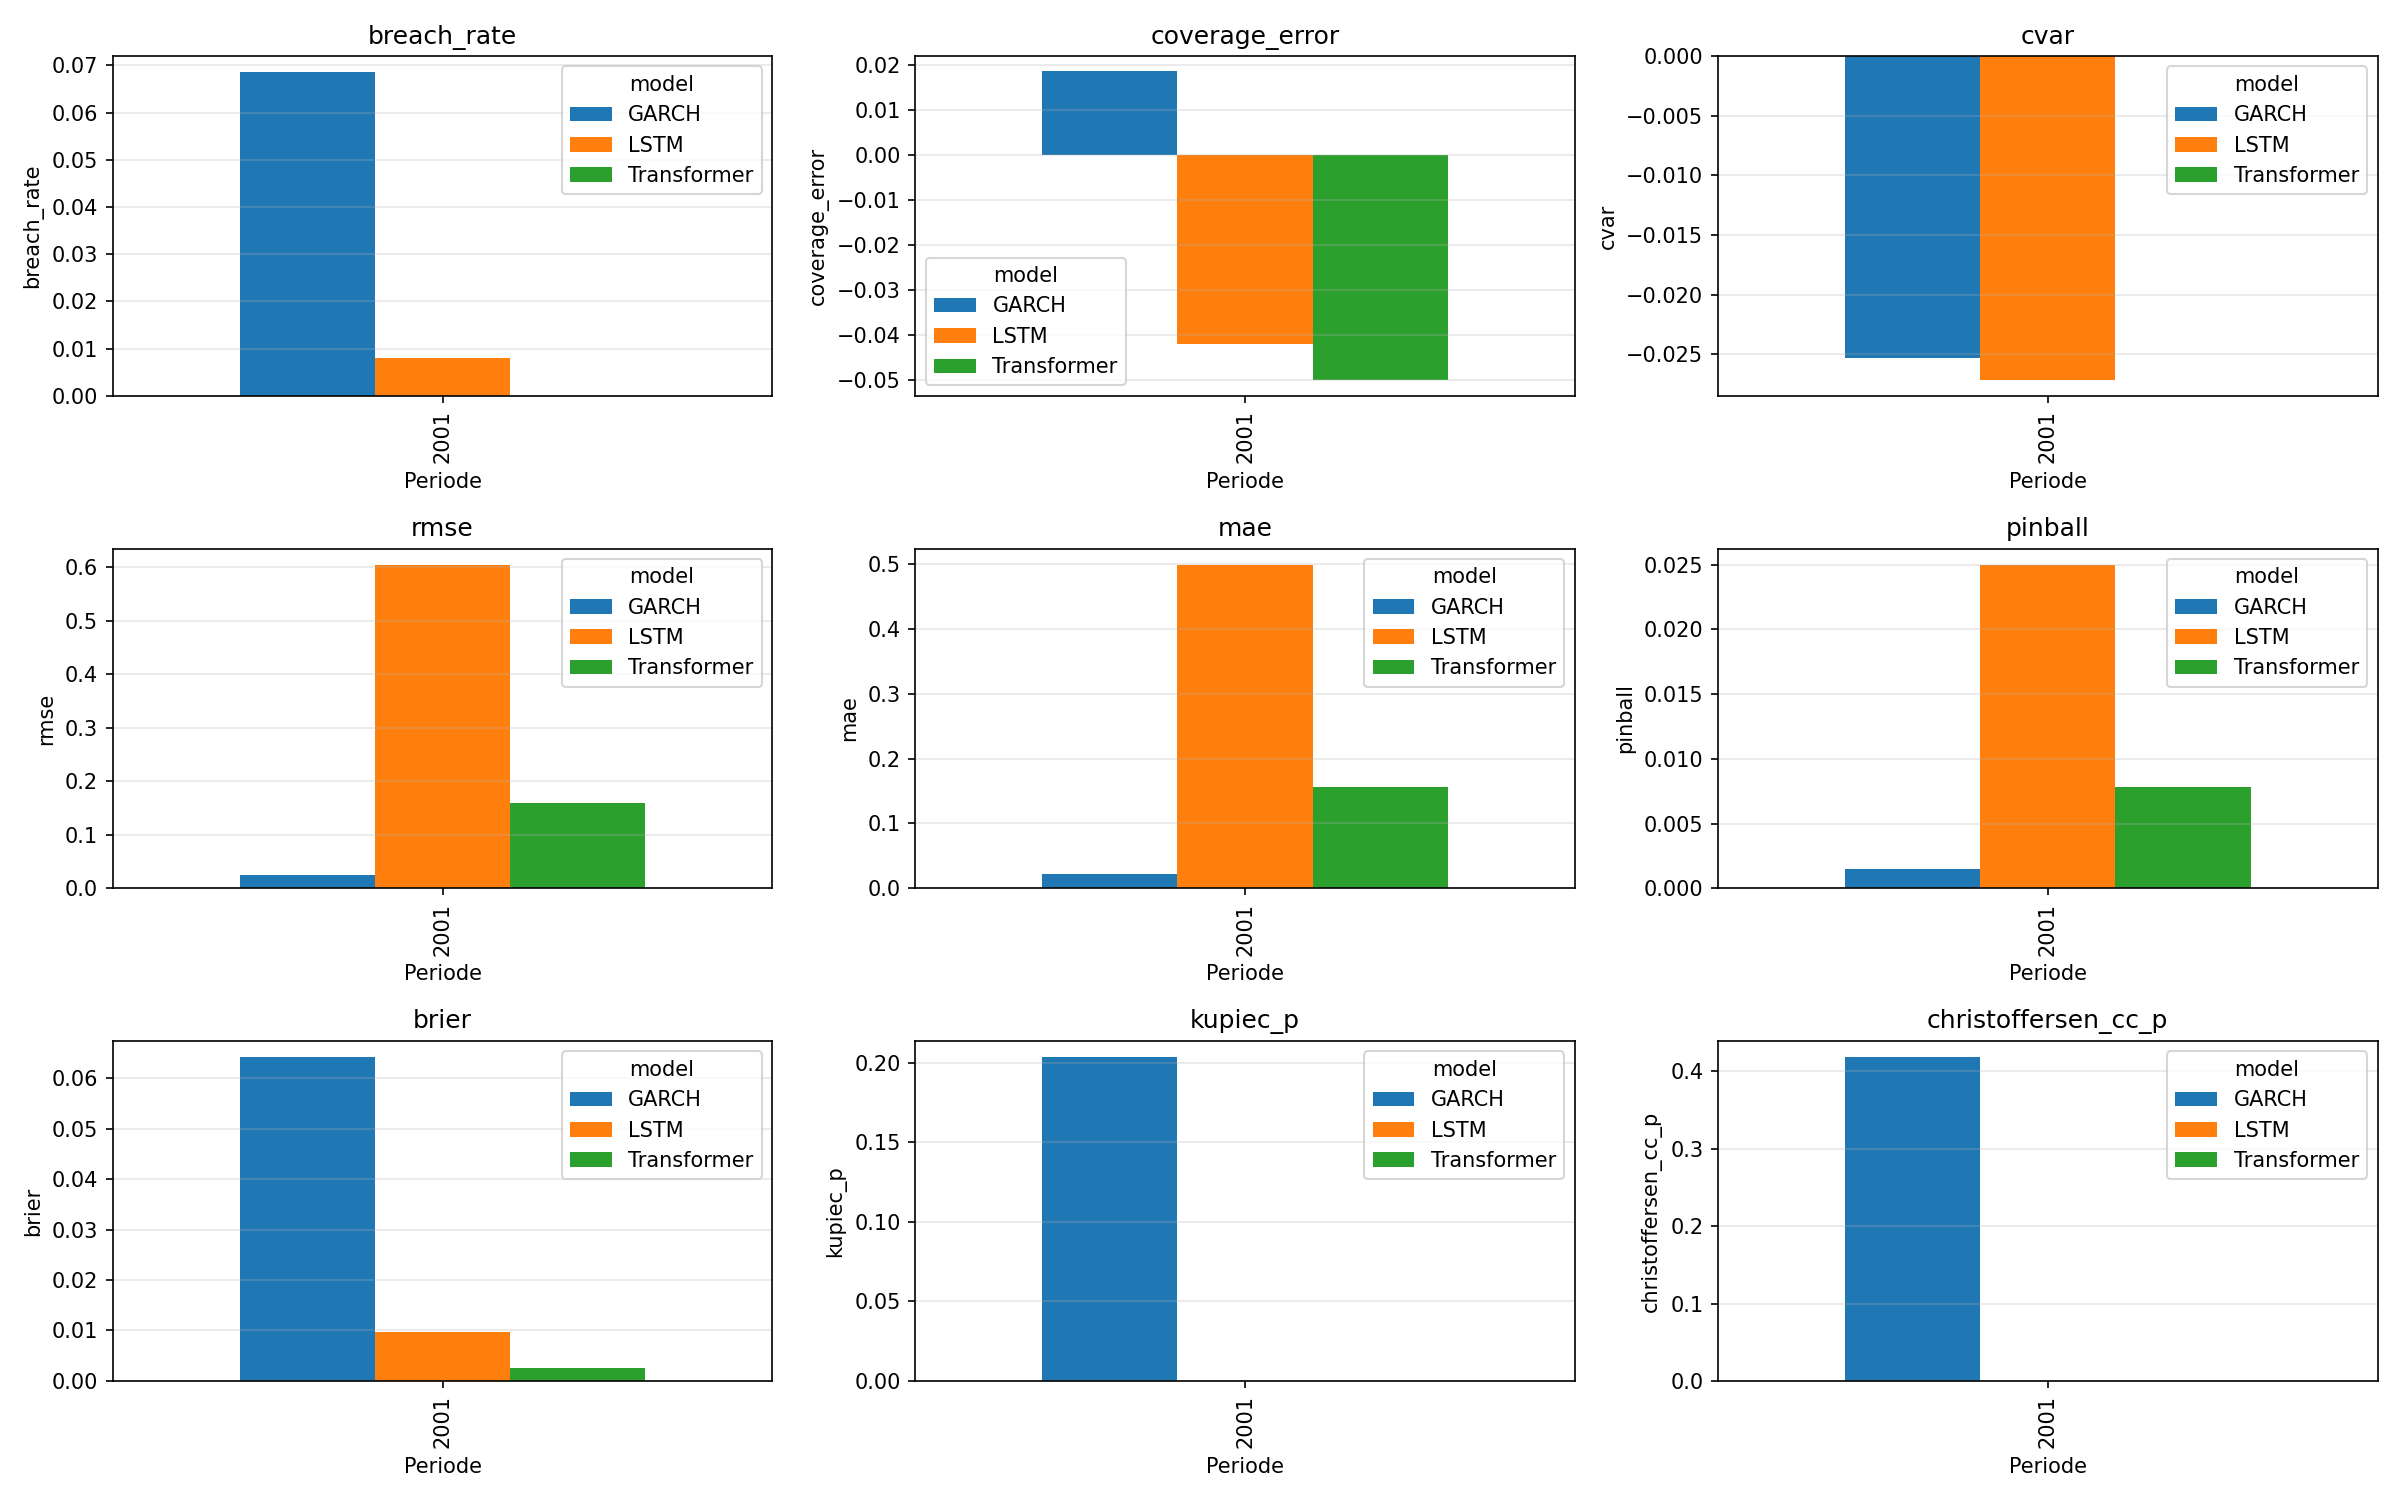 breach_rate
0.07
0.06
0.05
0.04
0.03
0.02
0.01
0.00
breach_rate
model
GARCH
LSTM
Transformer
2001
Periode
coverage_error
0.02
0.01
0.00
−0.01
−0.02
−0.03
−0.04
−0.05
coverage_error
model
GARCH
LSTM
Transformer
2001
Periode
cvar
0.000
−0.005
−0.010
−0.015
−0.020
−0.025
cvar
model
GARCH
LSTM
Transformer
2001
Periode
rmse
0.6
0.5
0.4
0.3
0.2
0.1
0.0
rmse
model
GARCH
LSTM
Transformer
2001
Periode
mae
0.5
0.4
0.3
0.2
0.1
0.0
mae
model
GARCH
LSTM
Transformer
2001
Periode
pinball
0.025
0.020
0.015
0.010
0.005
0.000
pinball
model
GARCH
LSTM
Transformer
2001
Periode
brier
0.06
0.05
0.04
0.03
0.02
0.01
0.00
brier
model
GARCH
LSTM
Transformer
2001
Periode
kupiec_p
0.20
0.15
0.10
0.05
0.00
kupiec_p
model
GARCH
LSTM
Transformer
2001
Periode
christoffersen_cc_p
0.4
0.3
0.2
0.1
0.0
christoffersen_cc_p
model
GARCH
LSTM
Transformer
2001
Periode